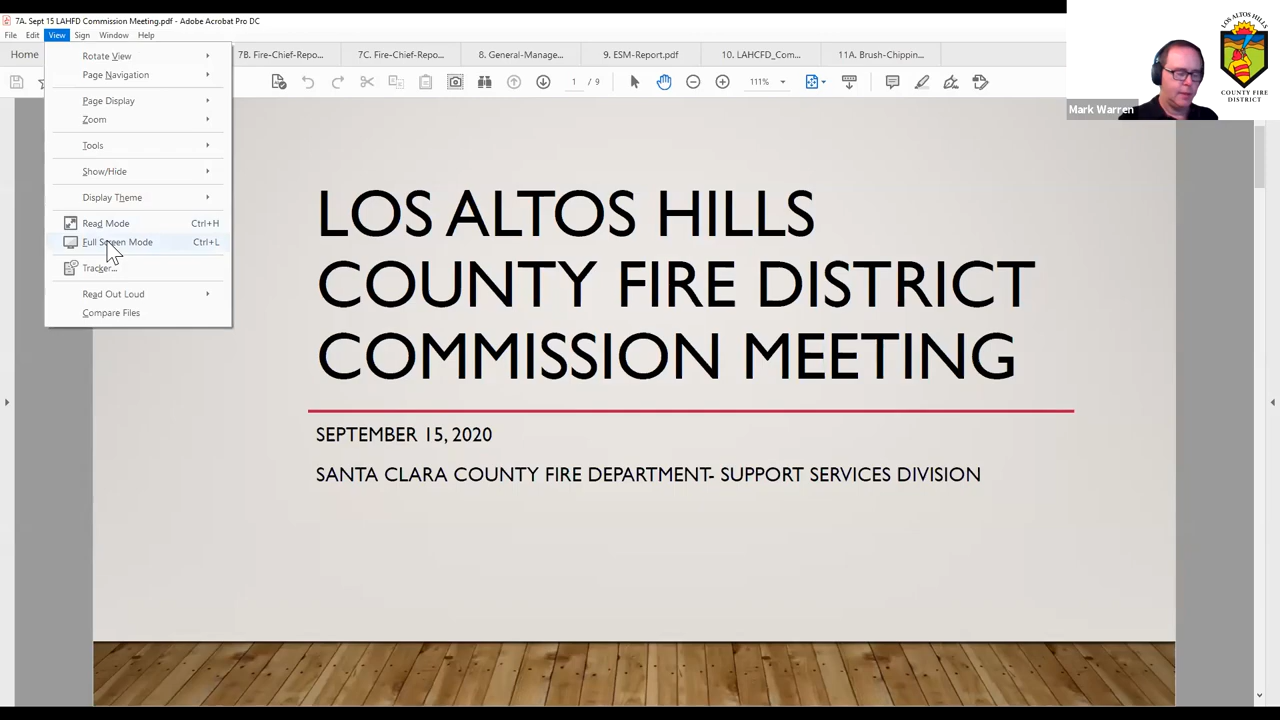 7A. Sept 15 LAHFD Commission Meeting.pdf - Adobe Acrobat Pro DC
File Edit View Sign Window Help
Home 7B. Fire-Chief-Repo... 7C. Fire-Chief-Repo... 8. General-Manage... 9. ESM-Report.pdf 10. LAHCFD_Com... 11A. Brush-Chippin...
1 / 9 111%
Rotate View
Page Navigation
Page Display
Zoom
Tools
Show/Hide
Display Theme
Read Mode Ctrl+H
Full Screen Mode Ctrl+L
Tracker...
Read Out Loud
Compare Files
LOS ALTOS HILLS
COUNTY FIRE DISTRICT
COMMISSION MEETING
SEPTEMBER 15, 2020
SANTA CLARA COUNTY FIRE DEPARTMENT- SUPPORT SERVICES DIVISION
Mark Warren
LOS ALTOS HILLS
COUNTY FIRE
DISTRICT